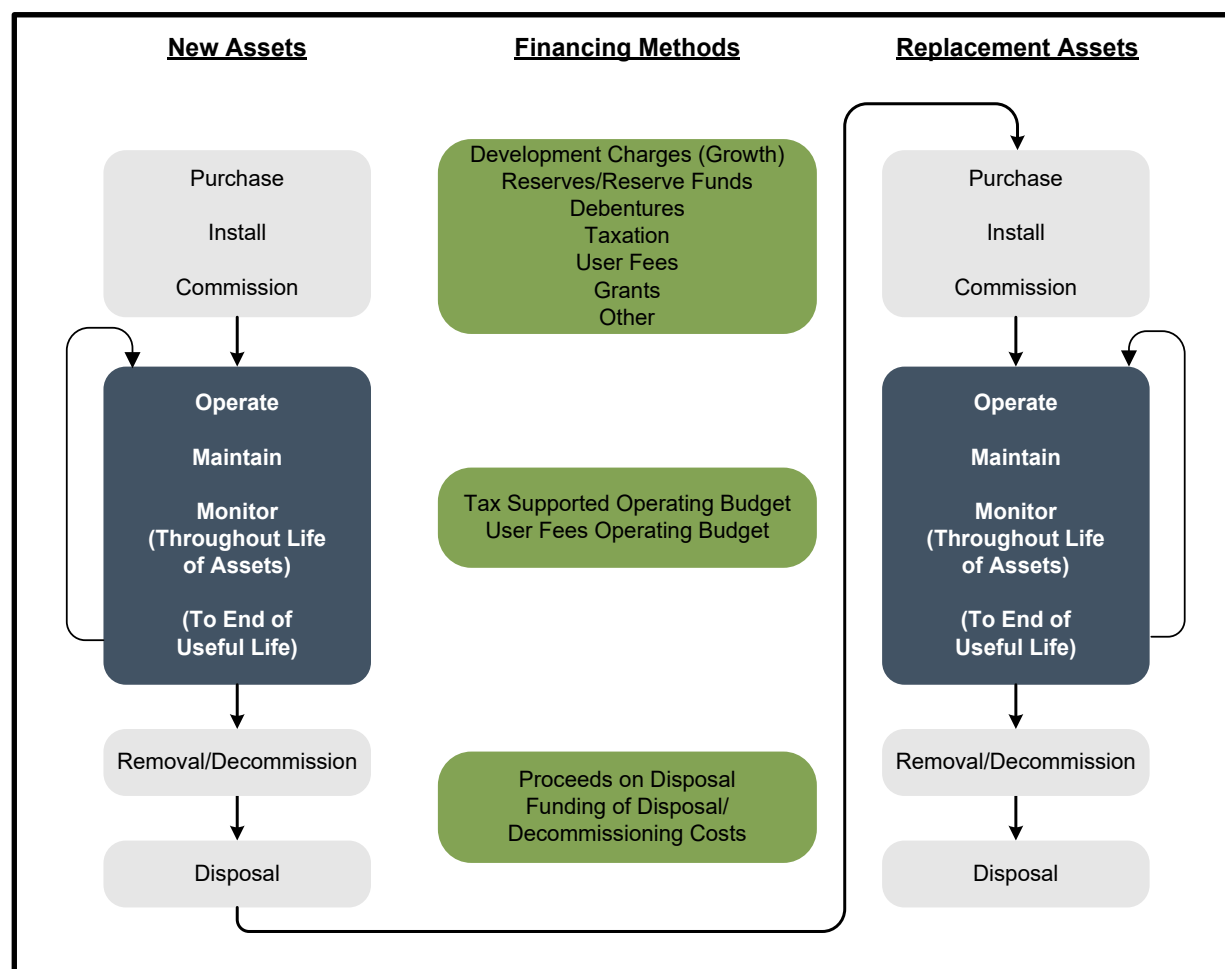 New Assets
Financing Methods
Replacement Assets
Purchase
Install
Commission
Development Charges (Growth)
Reserves/Reserve Funds
Debentures
Taxation
User Fees
Grants
Other
Purchase
Install
Commission
Operate
Maintain
Monitor
(Throughout Life
of Assets)
(To End of
Useful Life)
Tax Supported Operating Budget
User Fees Operating Budget
Operate
Maintain
Monitor
(Throughout Life
of Assets)
(To End of
Useful Life)
Removal/Decommission
Proceeds on Disposal
Funding of Disposal/
Decommissioning Costs
Removal/Decommission
Disposal
Disposal